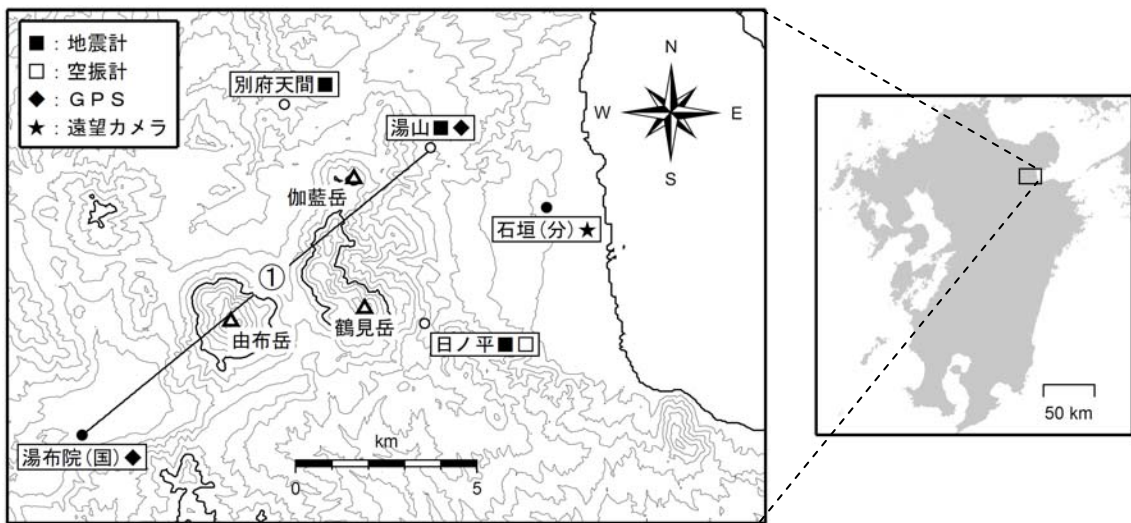 ■：地震計
□：空振計
◆：ＧＰＳ
★：遠望カメラ
別府天間■
湯山■◆
伽藍岳
石垣(分)★
①
由布岳
鶴見岳
日ノ平■□
湯布院(国)◆
km
0 5
N
W E
S
50 km